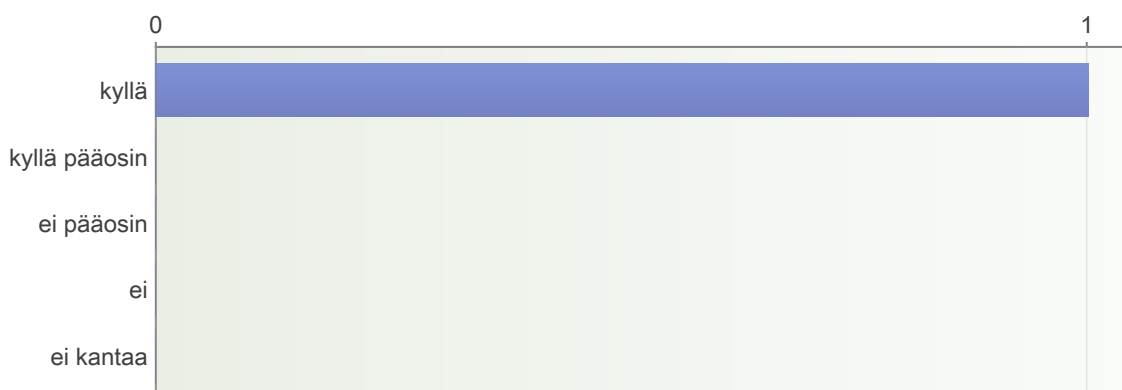 0 1
kyllä
kyllä pääosin
ei pääosin
ei
ei kantaa